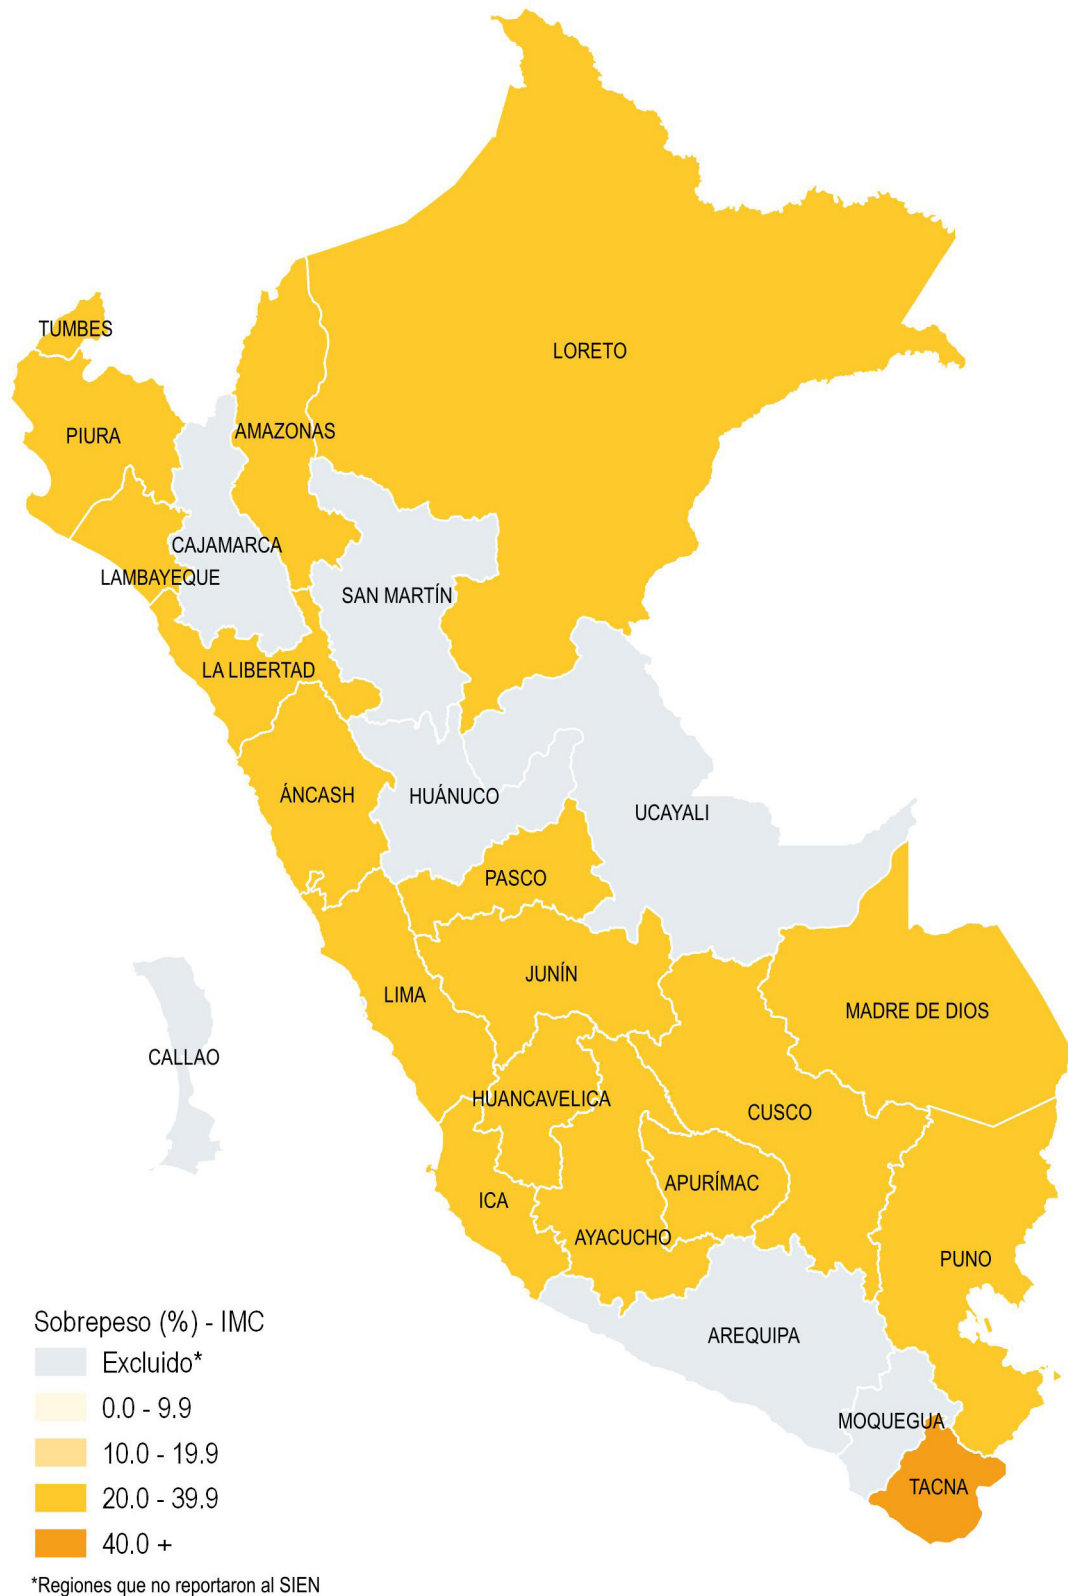 TUMBES
LORETO
PIURA
AMAZONAS
CAJAMARCA
LAMBAYEQUE
SAN MARTÍN
LA LIBERTAD
ÁNCASH
HUÁNUCO
UCAYALI
PASCO
JUNÍN
LIMA
MADRE DE DIOS
CALLAO
HUANCAVELICA
CUSCO
APURÍMAC
ICA
AYACUCHO
PUNO
AREQUIPA
MOQUEGUA
TACNA
Sobrepeso (%) - IMC
Excluido*
0.0 - 9.9
10.0 - 19.9
20.0 - 39.9
40.0 +
*Regiones que no reportaron al SIEN